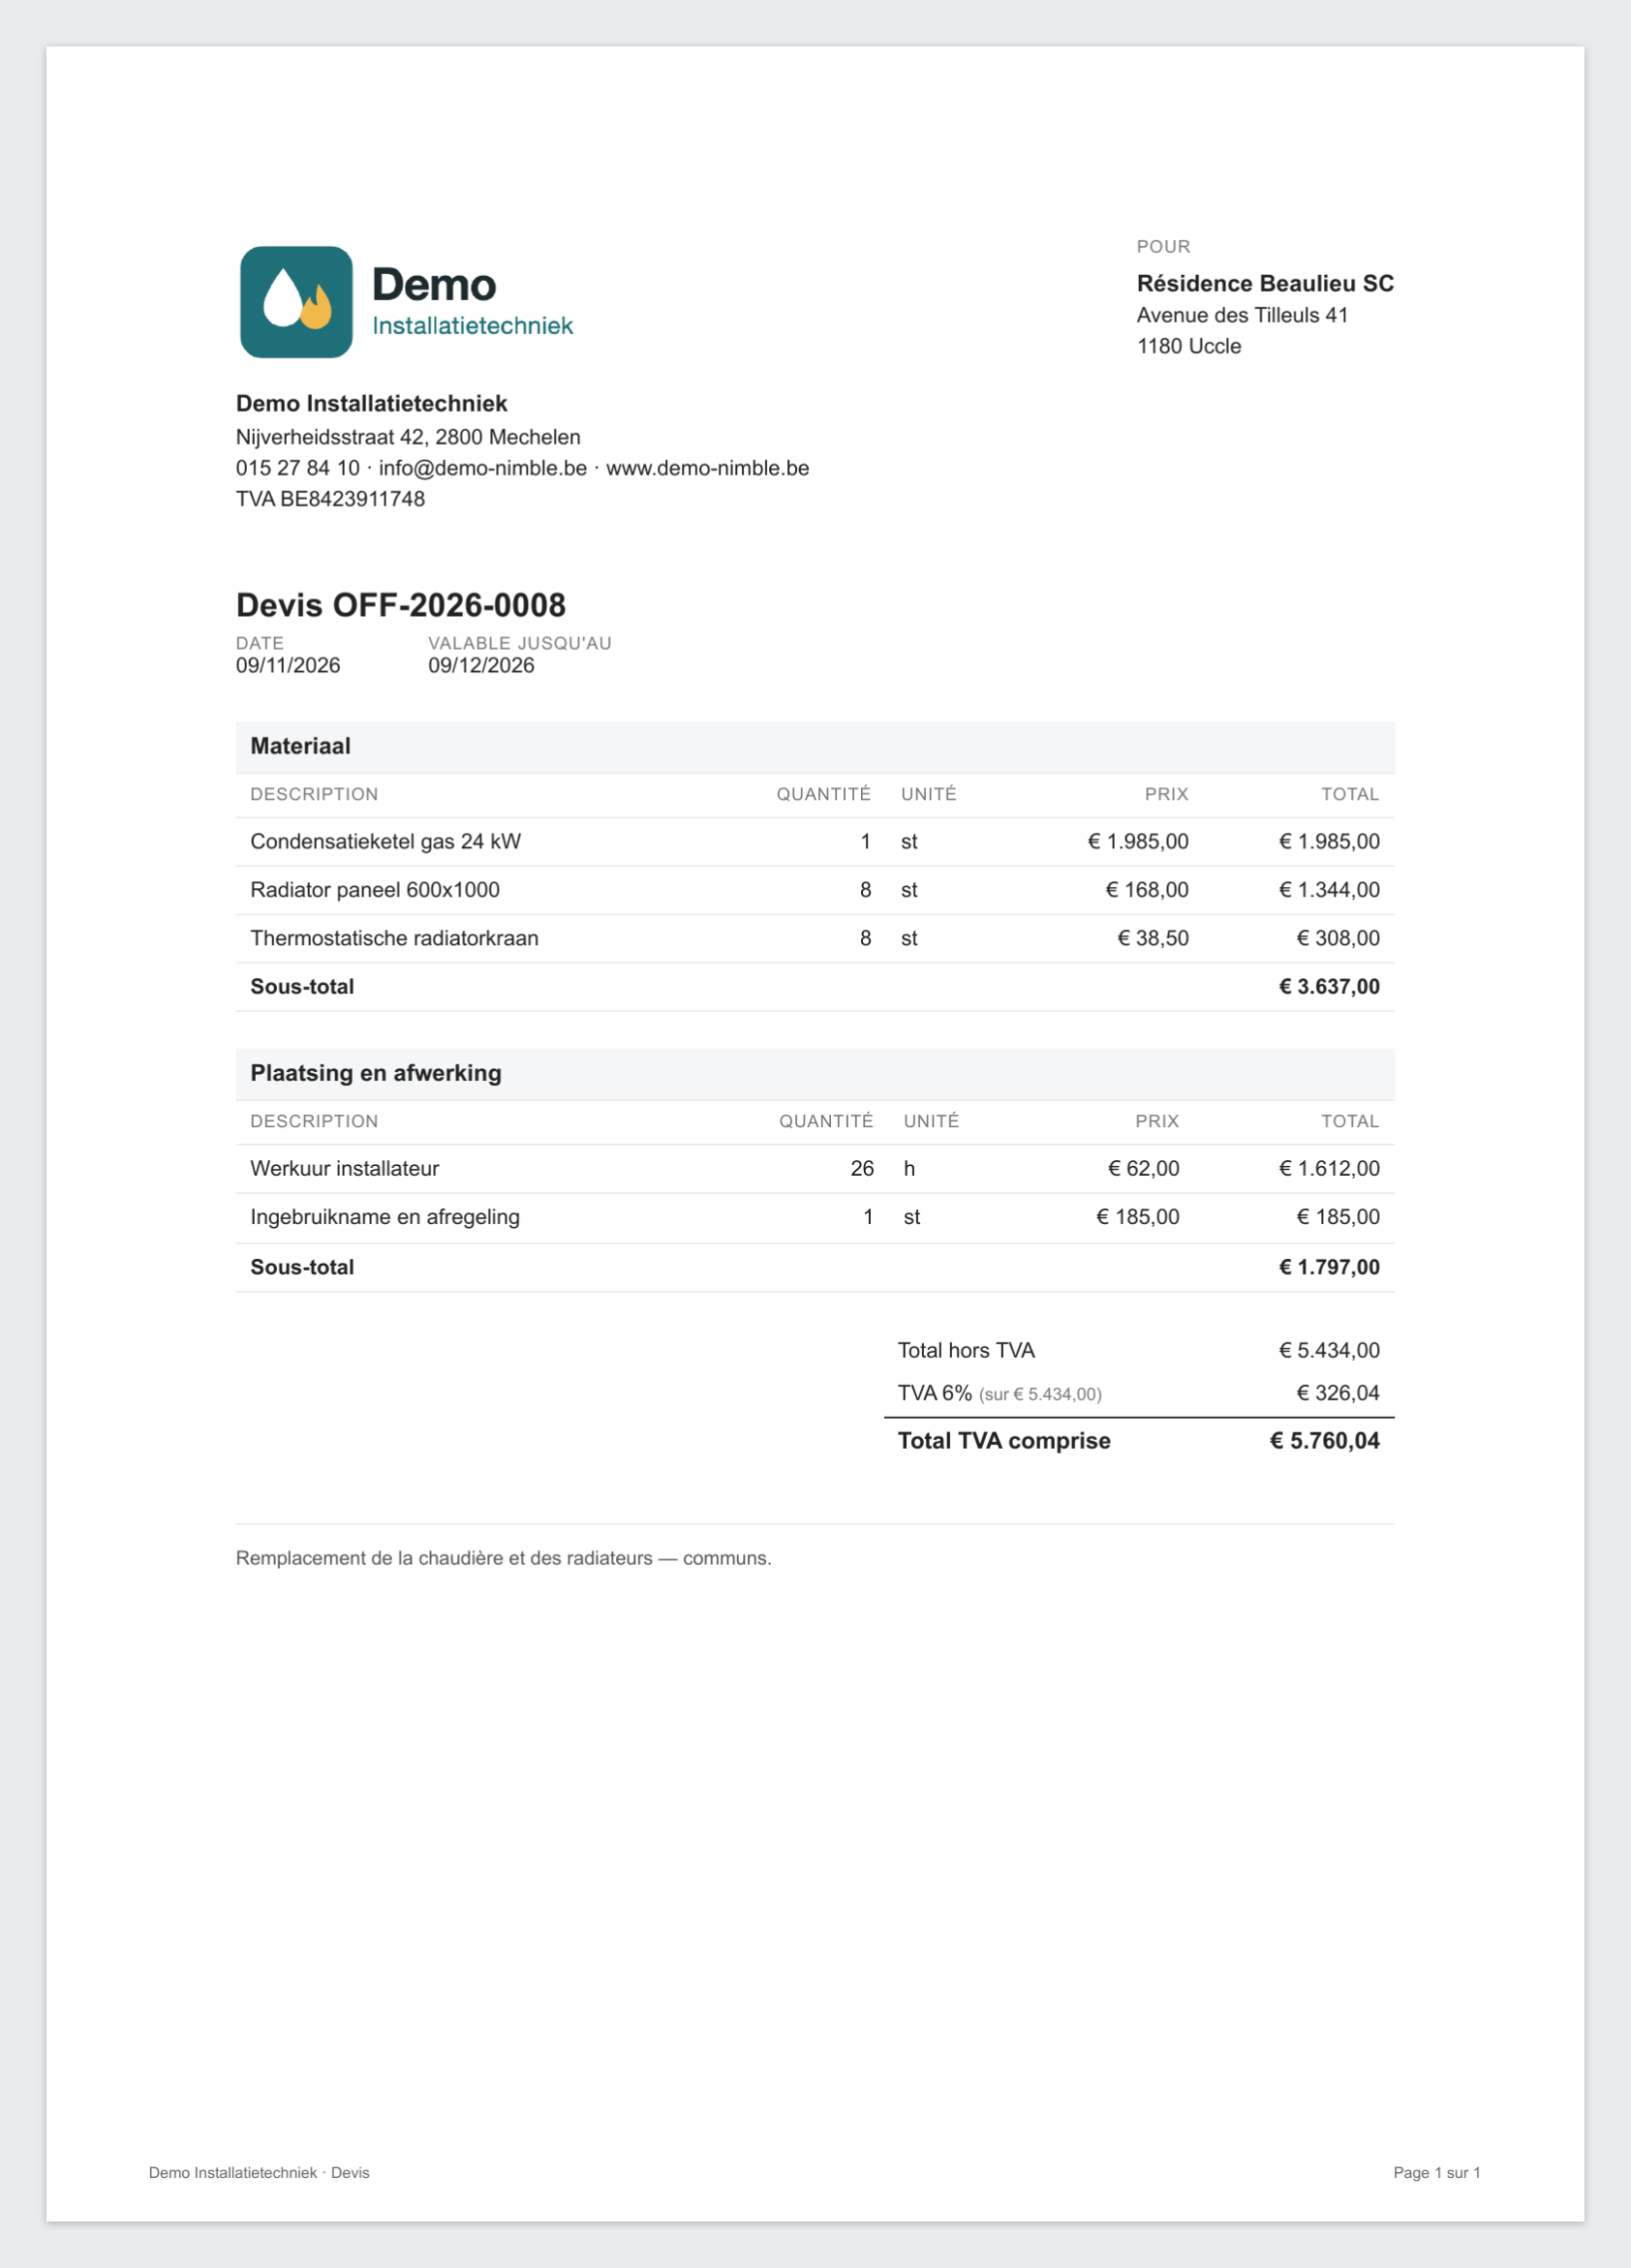 Demo
Installatietechniek
POUR
Résidence Beaulieu SC
Avenue des Tilleuls 41
1180 Uccle
Demo Installatietechniek
Nijverheidsstraat 42, 2800 Mechelen
015 27 84 10 · info@demo-nimble.be · www.demo-nimble.be
TVA BE8423911748
Devis OFF-2026-0008
DATE VALABLE JUSQU'AU
09/11/2026 09/12/2026
Materiaal
DESCRIPTION QUANTITÉ UNITÉ PRIX TOTAL
Condensatieketel gas 24 kW 1 st € 1.985,00 € 1.985,00
Radiator paneel 600x1000 8 st € 168,00 € 1.344,00
Thermostatische radiatorkraan 8 st € 38,50 € 308,00
Sous-total € 3.637,00
Plaatsing en afwerking
DESCRIPTION QUANTITÉ UNITÉ PRIX TOTAL
Werkuur installateur 26 h € 62,00 € 1.612,00
Ingebruikname en afregeling 1 st € 185,00 € 185,00
Sous-total € 1.797,00
Total hors TVA € 5.434,00
TVA 6% (sur € 5.434,00) € 326,04
Total TVA comprise € 5.760,04
Remplacement de la chaudière et des radiateurs — communs.
Demo Installatietechniek · Devis Page 1 sur 1